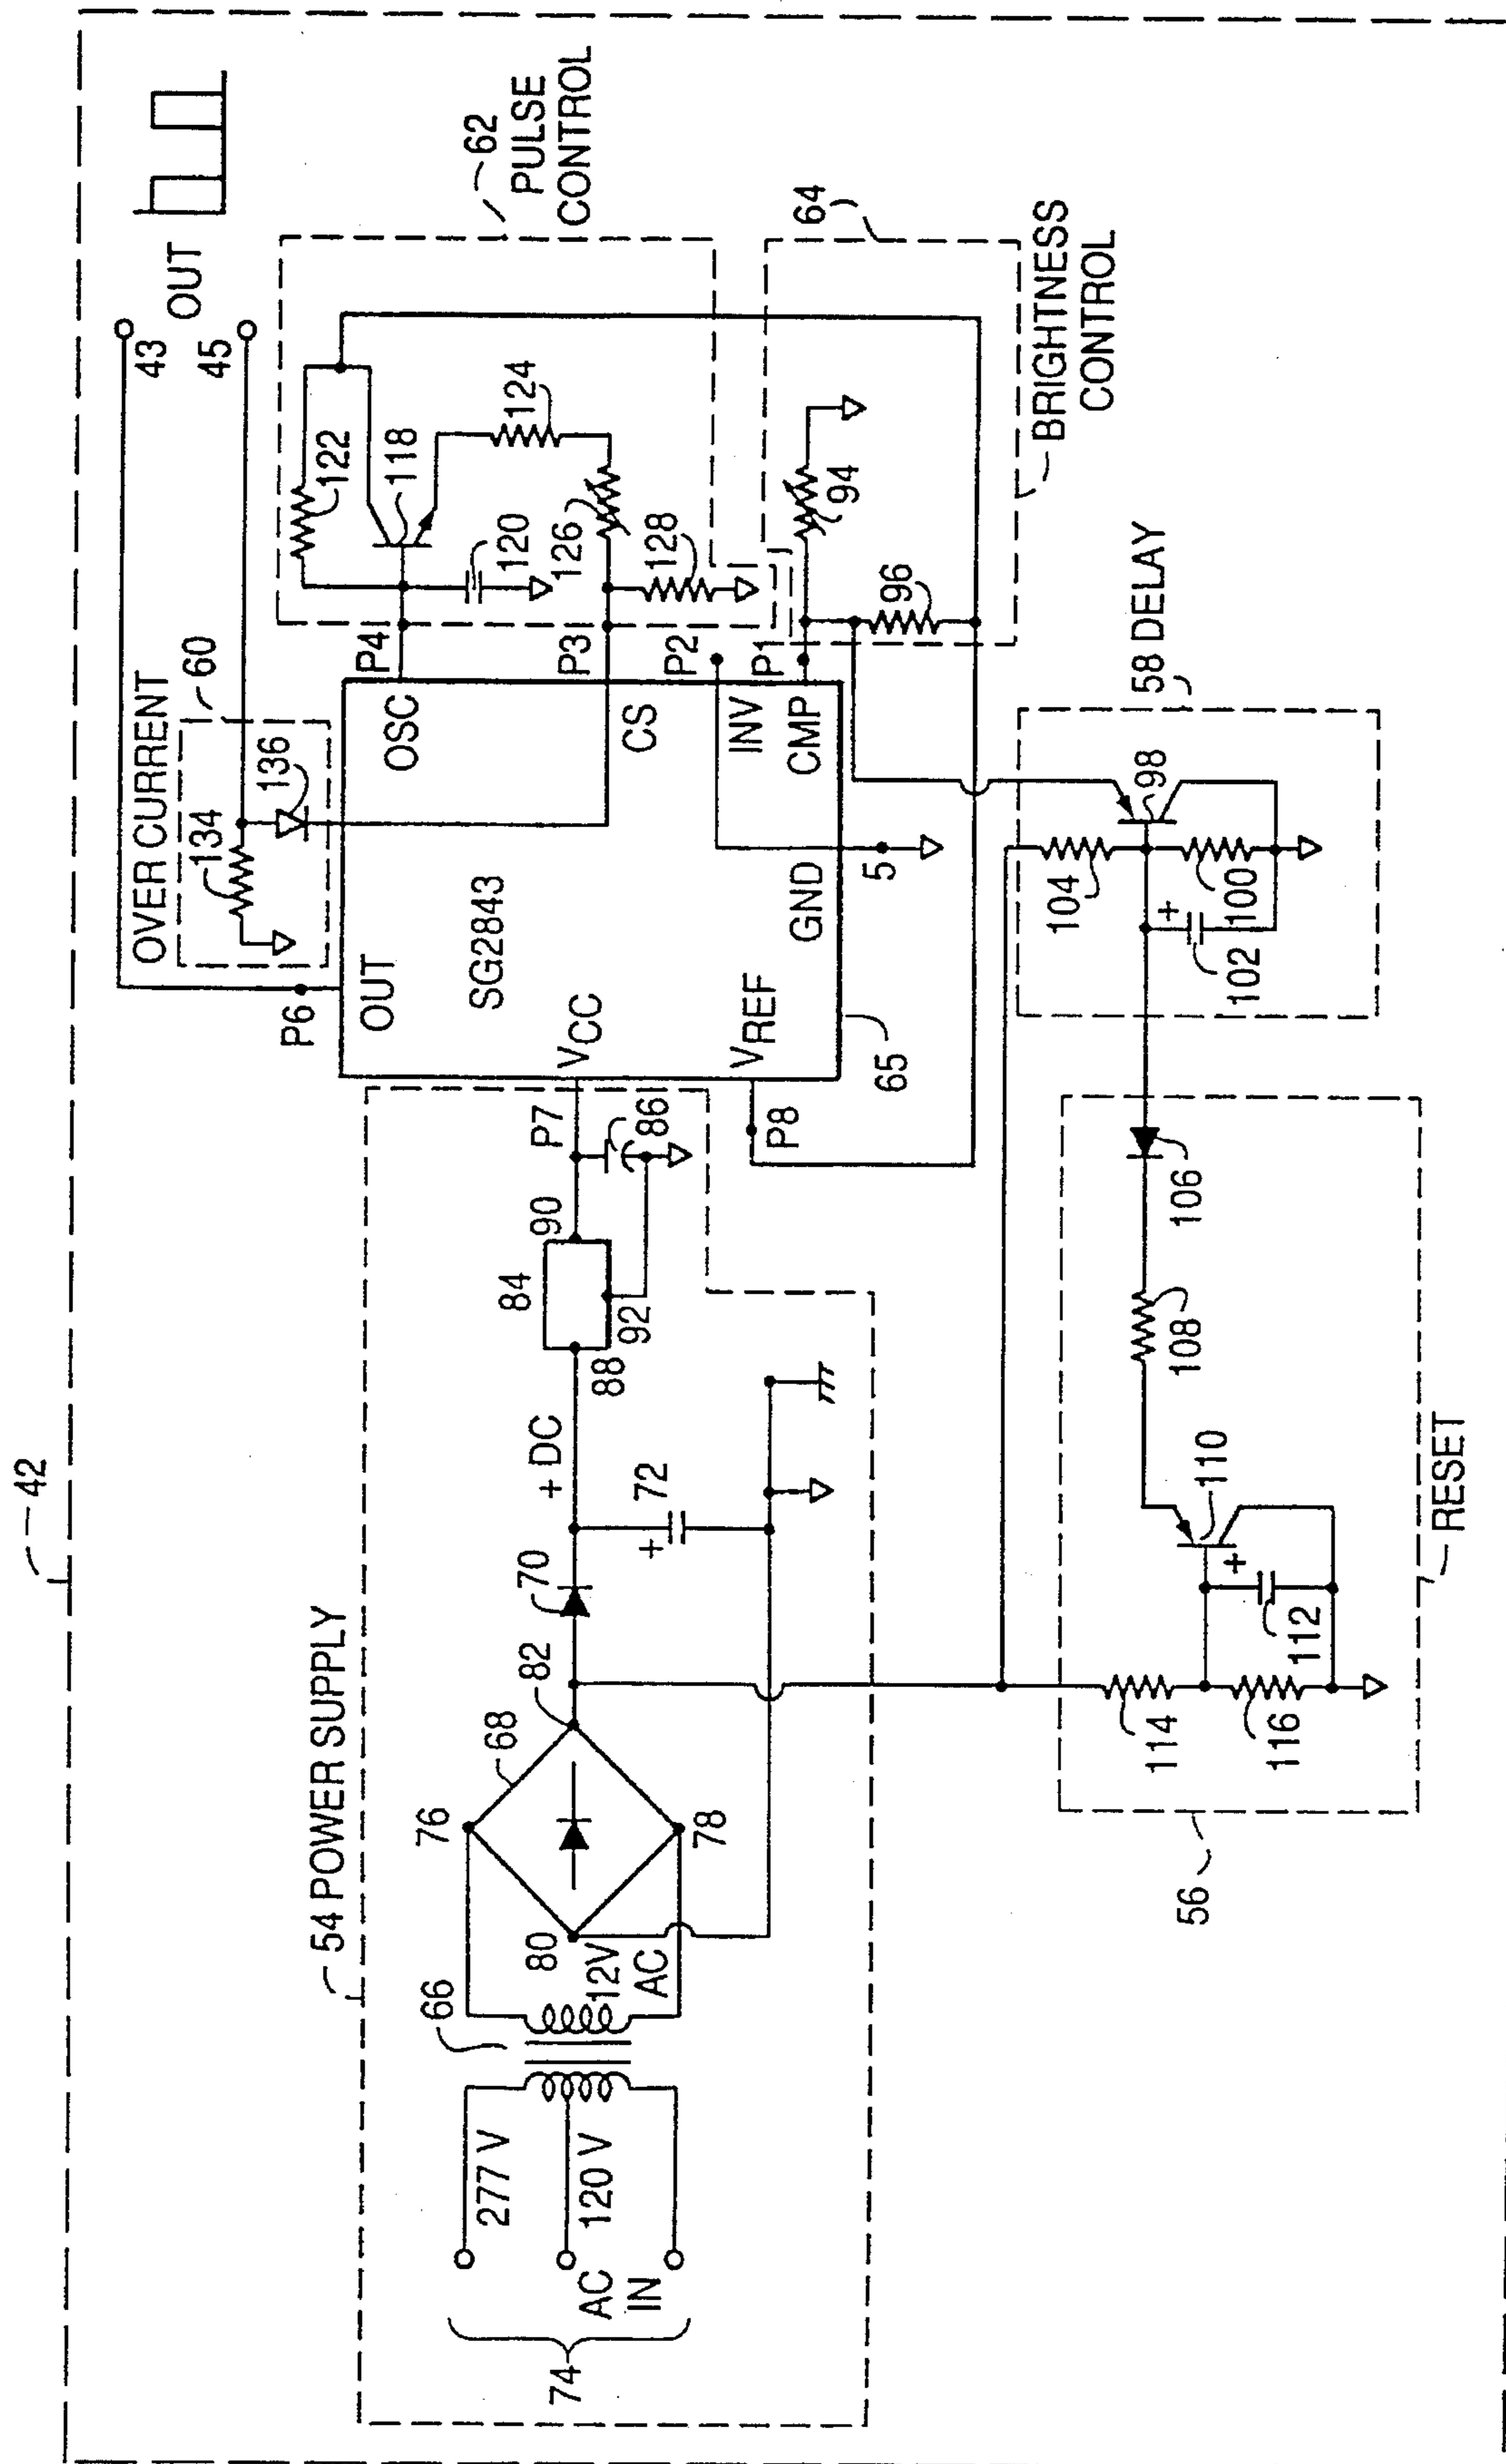 42
54 POWER SUPPLY
277 V
120 V
AC
IN
74
66
12V
AC
76
78
80
68
82
70
+ DC
+
72
84
88
90
92
P7
86
P8
OVER CURRENT
60
134
136
P6
OUT
SG2843
VCC
VREF
GND
5
OSC
CS
INV
CMP
65
P4
P3
P2
P1
43
OUT
45
62
PULSE
CONTROL
122
118
120
124
126
128
64
94
96
BRIGHTNESS
CONTROL
58 DELAY
104
98
+
100
102
106
108
110
+
112
114
116
56
RESET